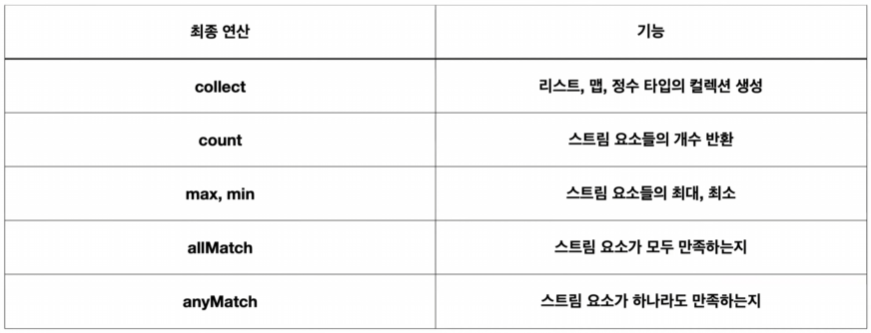 최종 연산 기능
collect 리스트, 맵, 정수 타입의 컬렉션 생성
count 스트림 요소들의 개수 반환
max, min 스트림 요소들의 최대, 최소
allMatch 스트림 요소가 모두 만족하는지
anyMatch 스트림 요소가 하나라도 만족하는지